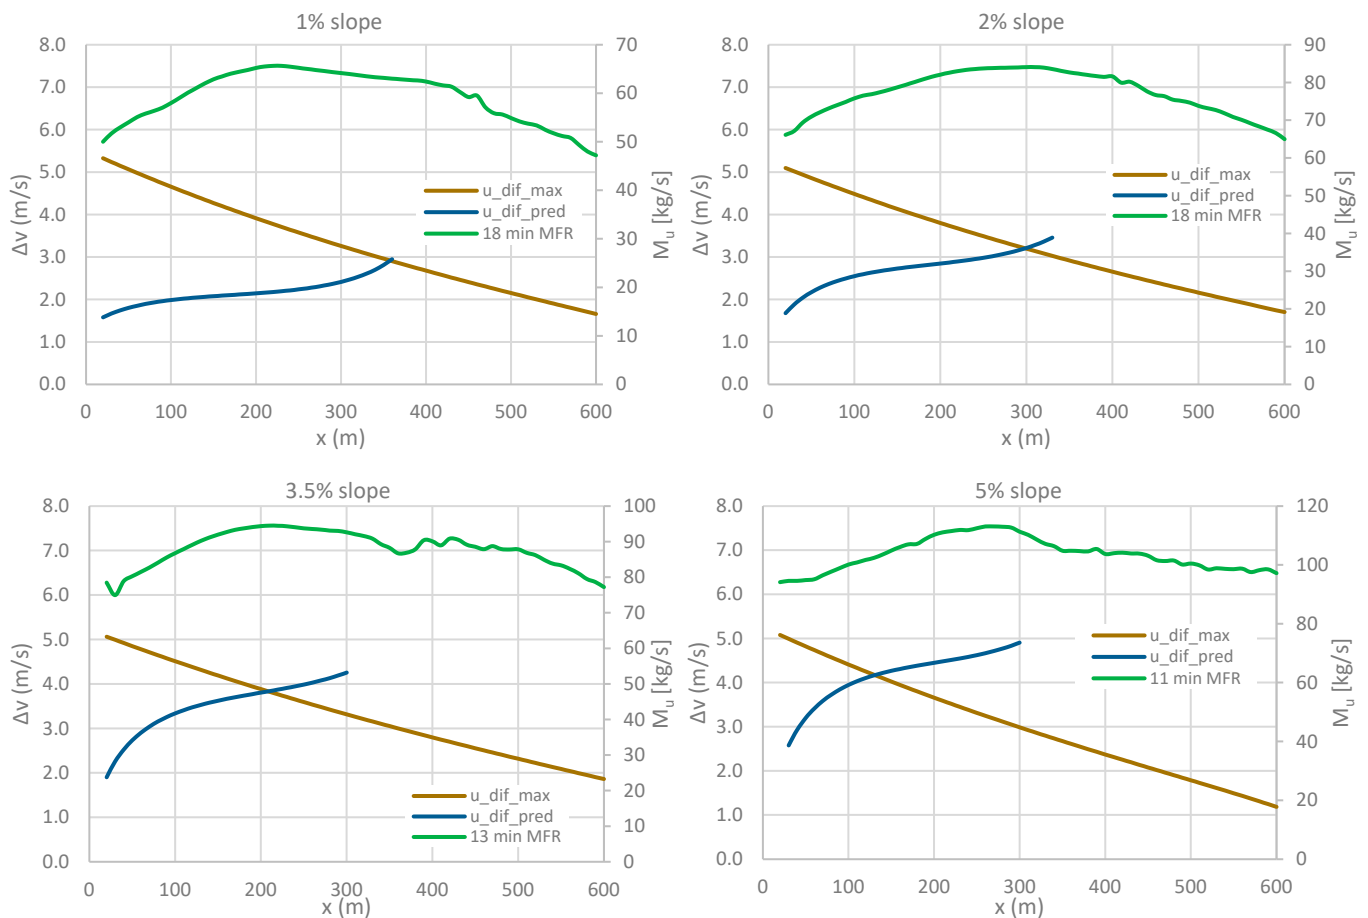 1% slope
8.0
7.0
6.0
5.0
4.0
3.0
2.0
1.0
0.0
Δv (m/s)
70
60
50
40
30
20
10
0
M_u [kg/s]
u_dif_max
u_dif_pred
18 min MFR
0 100 200 300 400 500 600
x (m)
2% slope
8.0
7.0
6.0
5.0
4.0
3.0
2.0
1.0
0.0
Δv (m/s)
90
80
70
60
50
40
30
20
10
0
M_u [kg/s]
u_dif_max
u_dif_pred
18 min MFR
0 100 200 300 400 500 600
x (m)
3.5% slope
8.0
7.0
6.0
5.0
4.0
3.0
2.0
1.0
0.0
Δv (m/s)
100
90
80
70
60
50
40
30
20
10
0
M_u [kg/s]
u_dif_max
u_dif_pred
13 min MFR
0 100 200 300 400 500 600
x (m)
5% slope
8.0
7.0
6.0
5.0
4.0
3.0
2.0
1.0
0.0
Δv (m/s)
120
100
80
60
40
20
0
M_u [kg/s]
u_dif_max
u_dif_pred
11 min MFR
0 100 200 300 400 500 600
x (m)